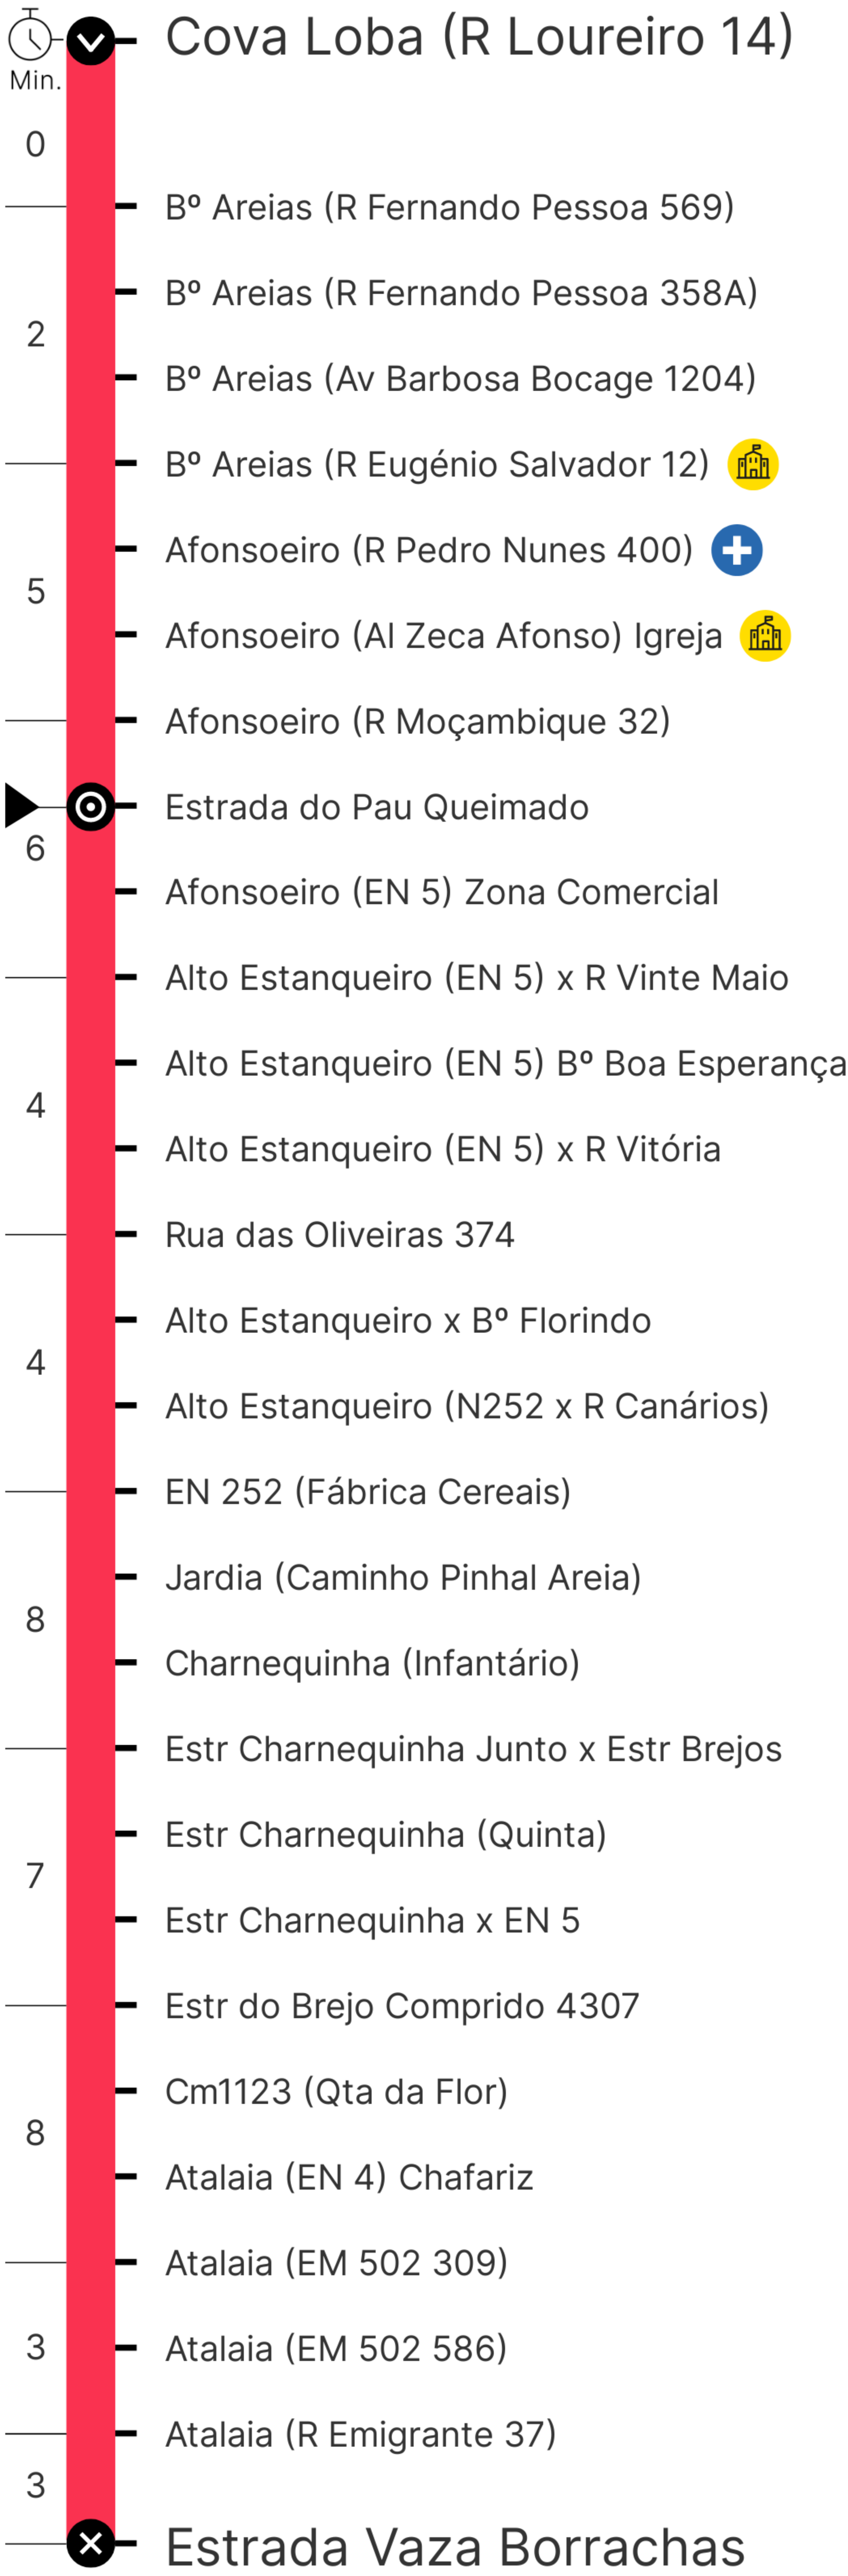 Cova Loba (R Loureiro 14)
Min.
0
Bº Areias (R Fernando Pessoa 569)
Bº Areias (R Fernando Pessoa 358A)
2
Bº Areias (Av Barbosa Bocage 1204)
Bº Areias (R Eugénio Salvador 12)
Afonsoeiro (R Pedro Nunes 400)
5
Afonsoeiro (Al Zeca Afonso) Igreja
Afonsoeiro (R Moçambique 32)
Estrada do Pau Queimado
6
Afonsoeiro (EN 5) Zona Comercial
Alto Estanqueiro (EN 5) x R Vinte Maio
Alto Estanqueiro (EN 5) Bº Boa Esperança
4
Alto Estanqueiro (EN 5) x R Vitória
Rua das Oliveiras 374
Alto Estanqueiro x Bº Florindo
4
Alto Estanqueiro (N252 x R Canários)
EN 252 (Fábrica Cereais)
Jardia (Caminho Pinhal Areia)
8
Charnequinha (Infantário)
Estr Charnequinha Junto x Estr Brejos
Estr Charnequinha (Quinta)
7
Estr Charnequinha x EN 5
Estr do Brejo Comprido 4307
Cm1123 (Qta da Flor)
8
Atalaia (EN 4) Chafariz
Atalaia (EM 502 309)
3
Atalaia (EM 502 586)
Atalaia (R Emigrante 37)
3
Estrada Vaza Borrachas